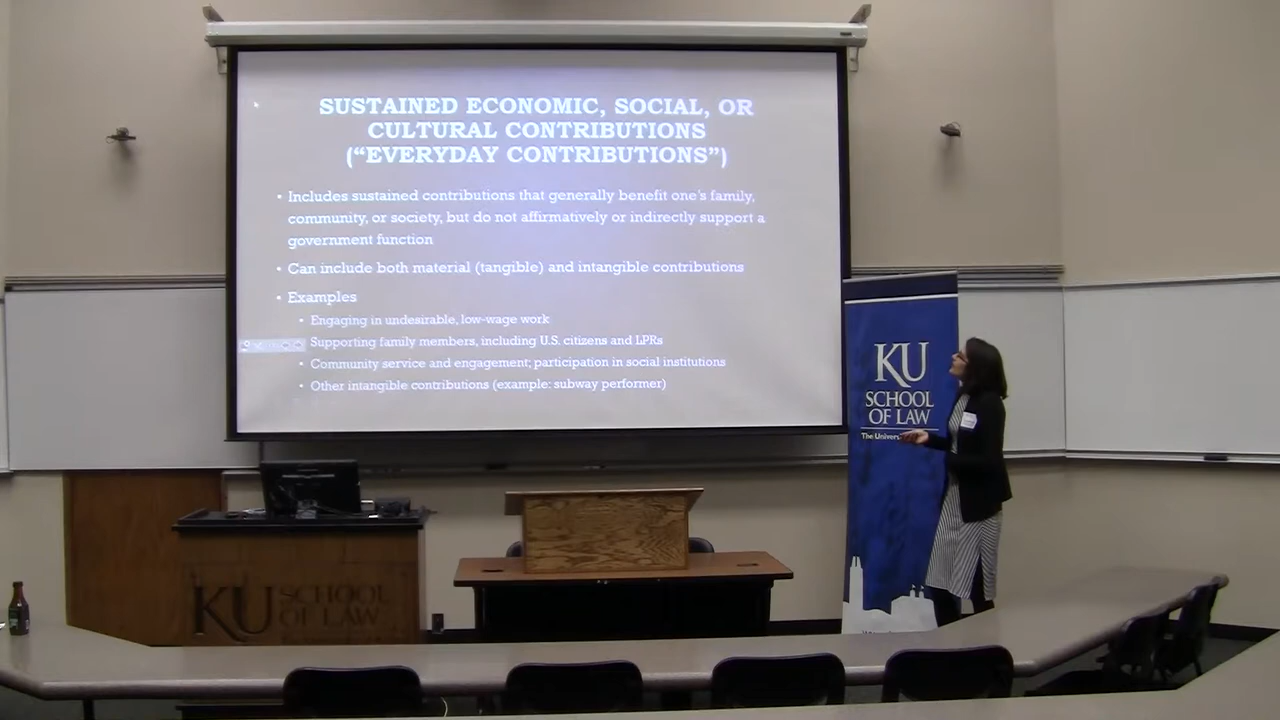 SUSTAINED ECONOMIC, SOCIAL, OR
CULTURAL CONTRIBUTIONS
(“EVERYDAY CONTRIBUTIONS”)
• Includes sustained contributions that generally benefit one’s family,
community, or society, but do not affirmatively or indirectly support a
government function
• Can include both material (tangible) and intangible contributions
• Examples
• Engaging in undesirable, low-wage work
Supporting family members, including U.S. citizens and LPRs
• Community service and engagement; participation in social institutions
• Other intangible contributions (example: subway performer)
KU
SCHOOL
OF LAW
The Univers
KU SCHOOL
OF LAW